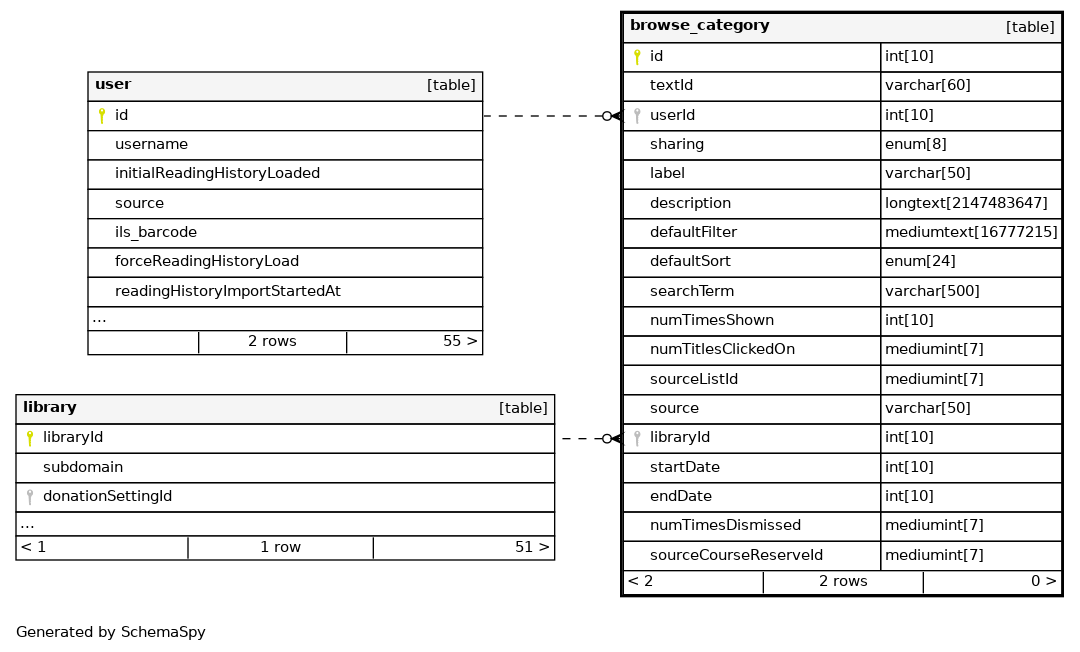 user [table]
id
username
initialReadingHistoryLoaded
source
ils_barcode
forceReadingHistoryLoad
readingHistoryImportStartedAt
...
2 rows 55 >
library [table]
libraryId
subdomain
donationSettingId
...
< 1 1 row 51 >
browse_category [table]
id int[10]
textId varchar[60]
userId int[10]
sharing enum[8]
label varchar[50]
description longtext[2147483647]
defaultFilter mediumtext[16777215]
defaultSort enum[24]
searchTerm varchar[500]
numTimesShown int[10]
numTitlesClickedOn mediumint[7]
sourceListId mediumint[7]
source varchar[50]
libraryId int[10]
startDate int[10]
endDate int[10]
numTimesDismissed mediumint[7]
sourceCourseReserveId mediumint[7]
< 2 2 rows 0 >
Generated by SchemaSpy